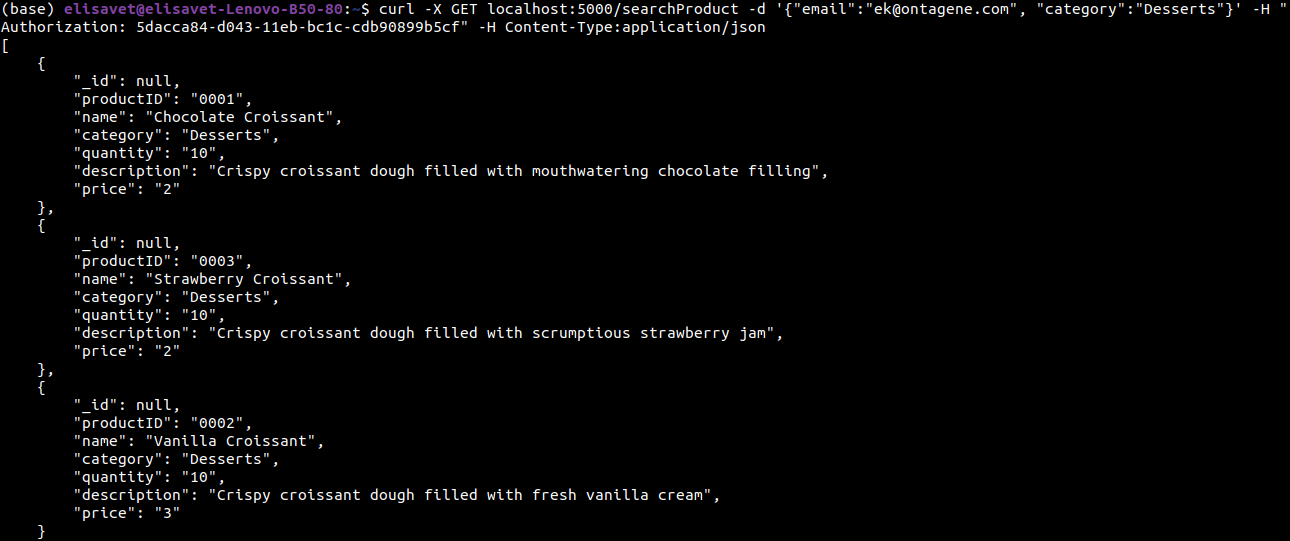 (base) elisavet@elisavet-Lenovo-B50-80:~$ curl -X GET localhost:5000/searchProduct -d '{"email":"ek@ontagene.com", "category":"Desserts"}' -H "
Authorization: 5dacca84-d043-11eb-bc1c-cdb90899b5cf" -H Content-Type:application/json
[
    {
        "_id": null,
        "productID": "0001",
        "name": "Chocolate Croissant",
        "category": "Desserts",
        "quantity": "10",
        "description": "Crispy croissant dough filled with mouthwatering chocolate filling",
        "price": "2"
    },
    {
        "_id": null,
        "productID": "0003",
        "name": "Strawberry Croissant",
        "category": "Desserts",
        "quantity": "10",
        "description": "Crispy croissant dough filled with scrumptious strawberry jam",
        "price": "2"
    },
    {
        "_id": null,
        "productID": "0002",
        "name": "Vanilla Croissant",
        "category": "Desserts",
        "quantity": "10",
        "description": "Crispy croissant dough filled with fresh vanilla cream",
        "price": "3"
    }